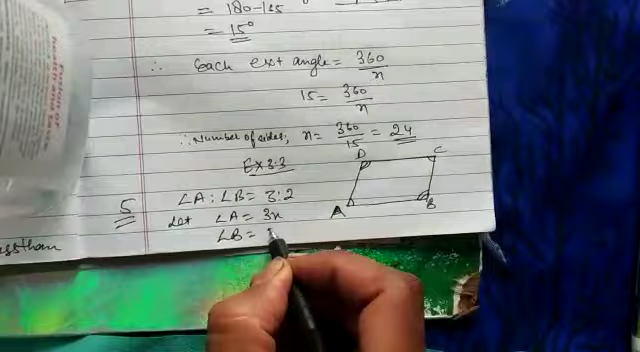 = 180-165
= 15°
∴ Each ext angle = 360/n
15 = 360/n
∴ Number of sides, n = 360/15 = 24
Ex 3.3
D
C
5
∠A : ∠B = 3:2
Let ∠A = 3x
A
B
∠B =